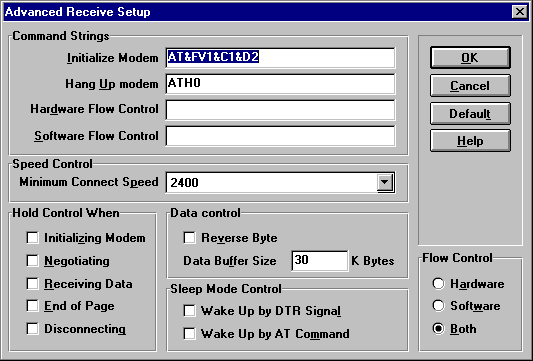 Advanced Receive Setup
Command Strings
Initialize Modem AT&FV1&C1&D2
Hang Up modem ATH0
Hardware Flow Control
Software Flow Control
OK
Cancel
Default
Help
Speed Control
Minimum Connect Speed 2400
Hold Control When
Initializing Modem
Negotiating
Receiving Data
End of Page
Disconnecting
Data control
Reverse Byte
Data Buffer Size 30 K Bytes
Sleep Mode Control
Wake Up by DTR Signal
Wake Up by AT Command
Flow Control
Hardware
Software
Both